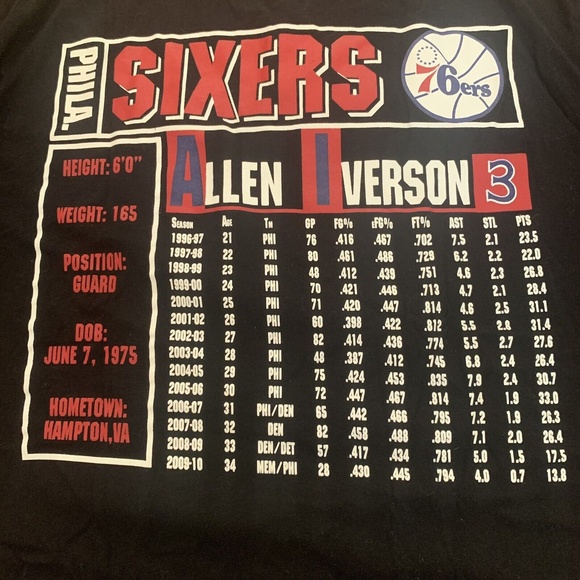 PHILA.
SIXERS
76ers
HEIGHT: 6'0"
WEIGHT: 165
POSITION:
GUARD
DOB:
JUNE 7, 1975
HOMETOWN:
HAMPTON,VA
ALLEN IVERSON 3
SEASON AGE TM GP FG% EFG% FT% AST STL PTS
1996-97 21 PHI 76 .416 .467 .702 7.5 2.1 23.5
1997-98 22 PHI 80 .461 .486 .729 6.2 2.2 22.0
1998-99 23 PHI 48 .412 .439 .751 4.6 2.3 26.8
1999-00 24 PHI 70 .421 .446 .713 4.7 2.1 28.4
2000-01 25 PHI 71 .420 .447 .814 4.6 2.5 31.1
2001-02 26 PHI 60 .398 .422 .812 5.5 2.8 31.4
2002-03 27 PHI 82 .414 .436 .774 5.5 2.7 27.6
2003-04 28 PHI 48 .387 .412 .745 6.8 2.4 26.4
2004-05 29 PHI 75 .424 .453 .835 7.9 2.4 30.7
2005-06 30 PHI 72 .447 .467 .814 7.4 1.9 33.0
2006-07 31 PHI/DEN 65 .442 .466 .795 7.2 1.9 26.3
2007-08 32 DEN 82 .458 .488 .809 7.1 2.0 26.4
2008-09 33 DEN/DET 57 .417 .434 .781 5.0 1.5 17.5
2009-10 34 MEM/PHI 28 .430 .445 .794 4.0 0.7 13.8